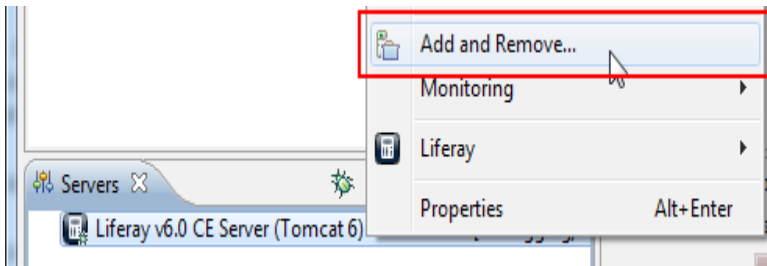 Add and Remove...
Monitoring
Liferay
Properties Alt+Enter
Servers
Liferay v6.0 CE Server (Tomcat 6)